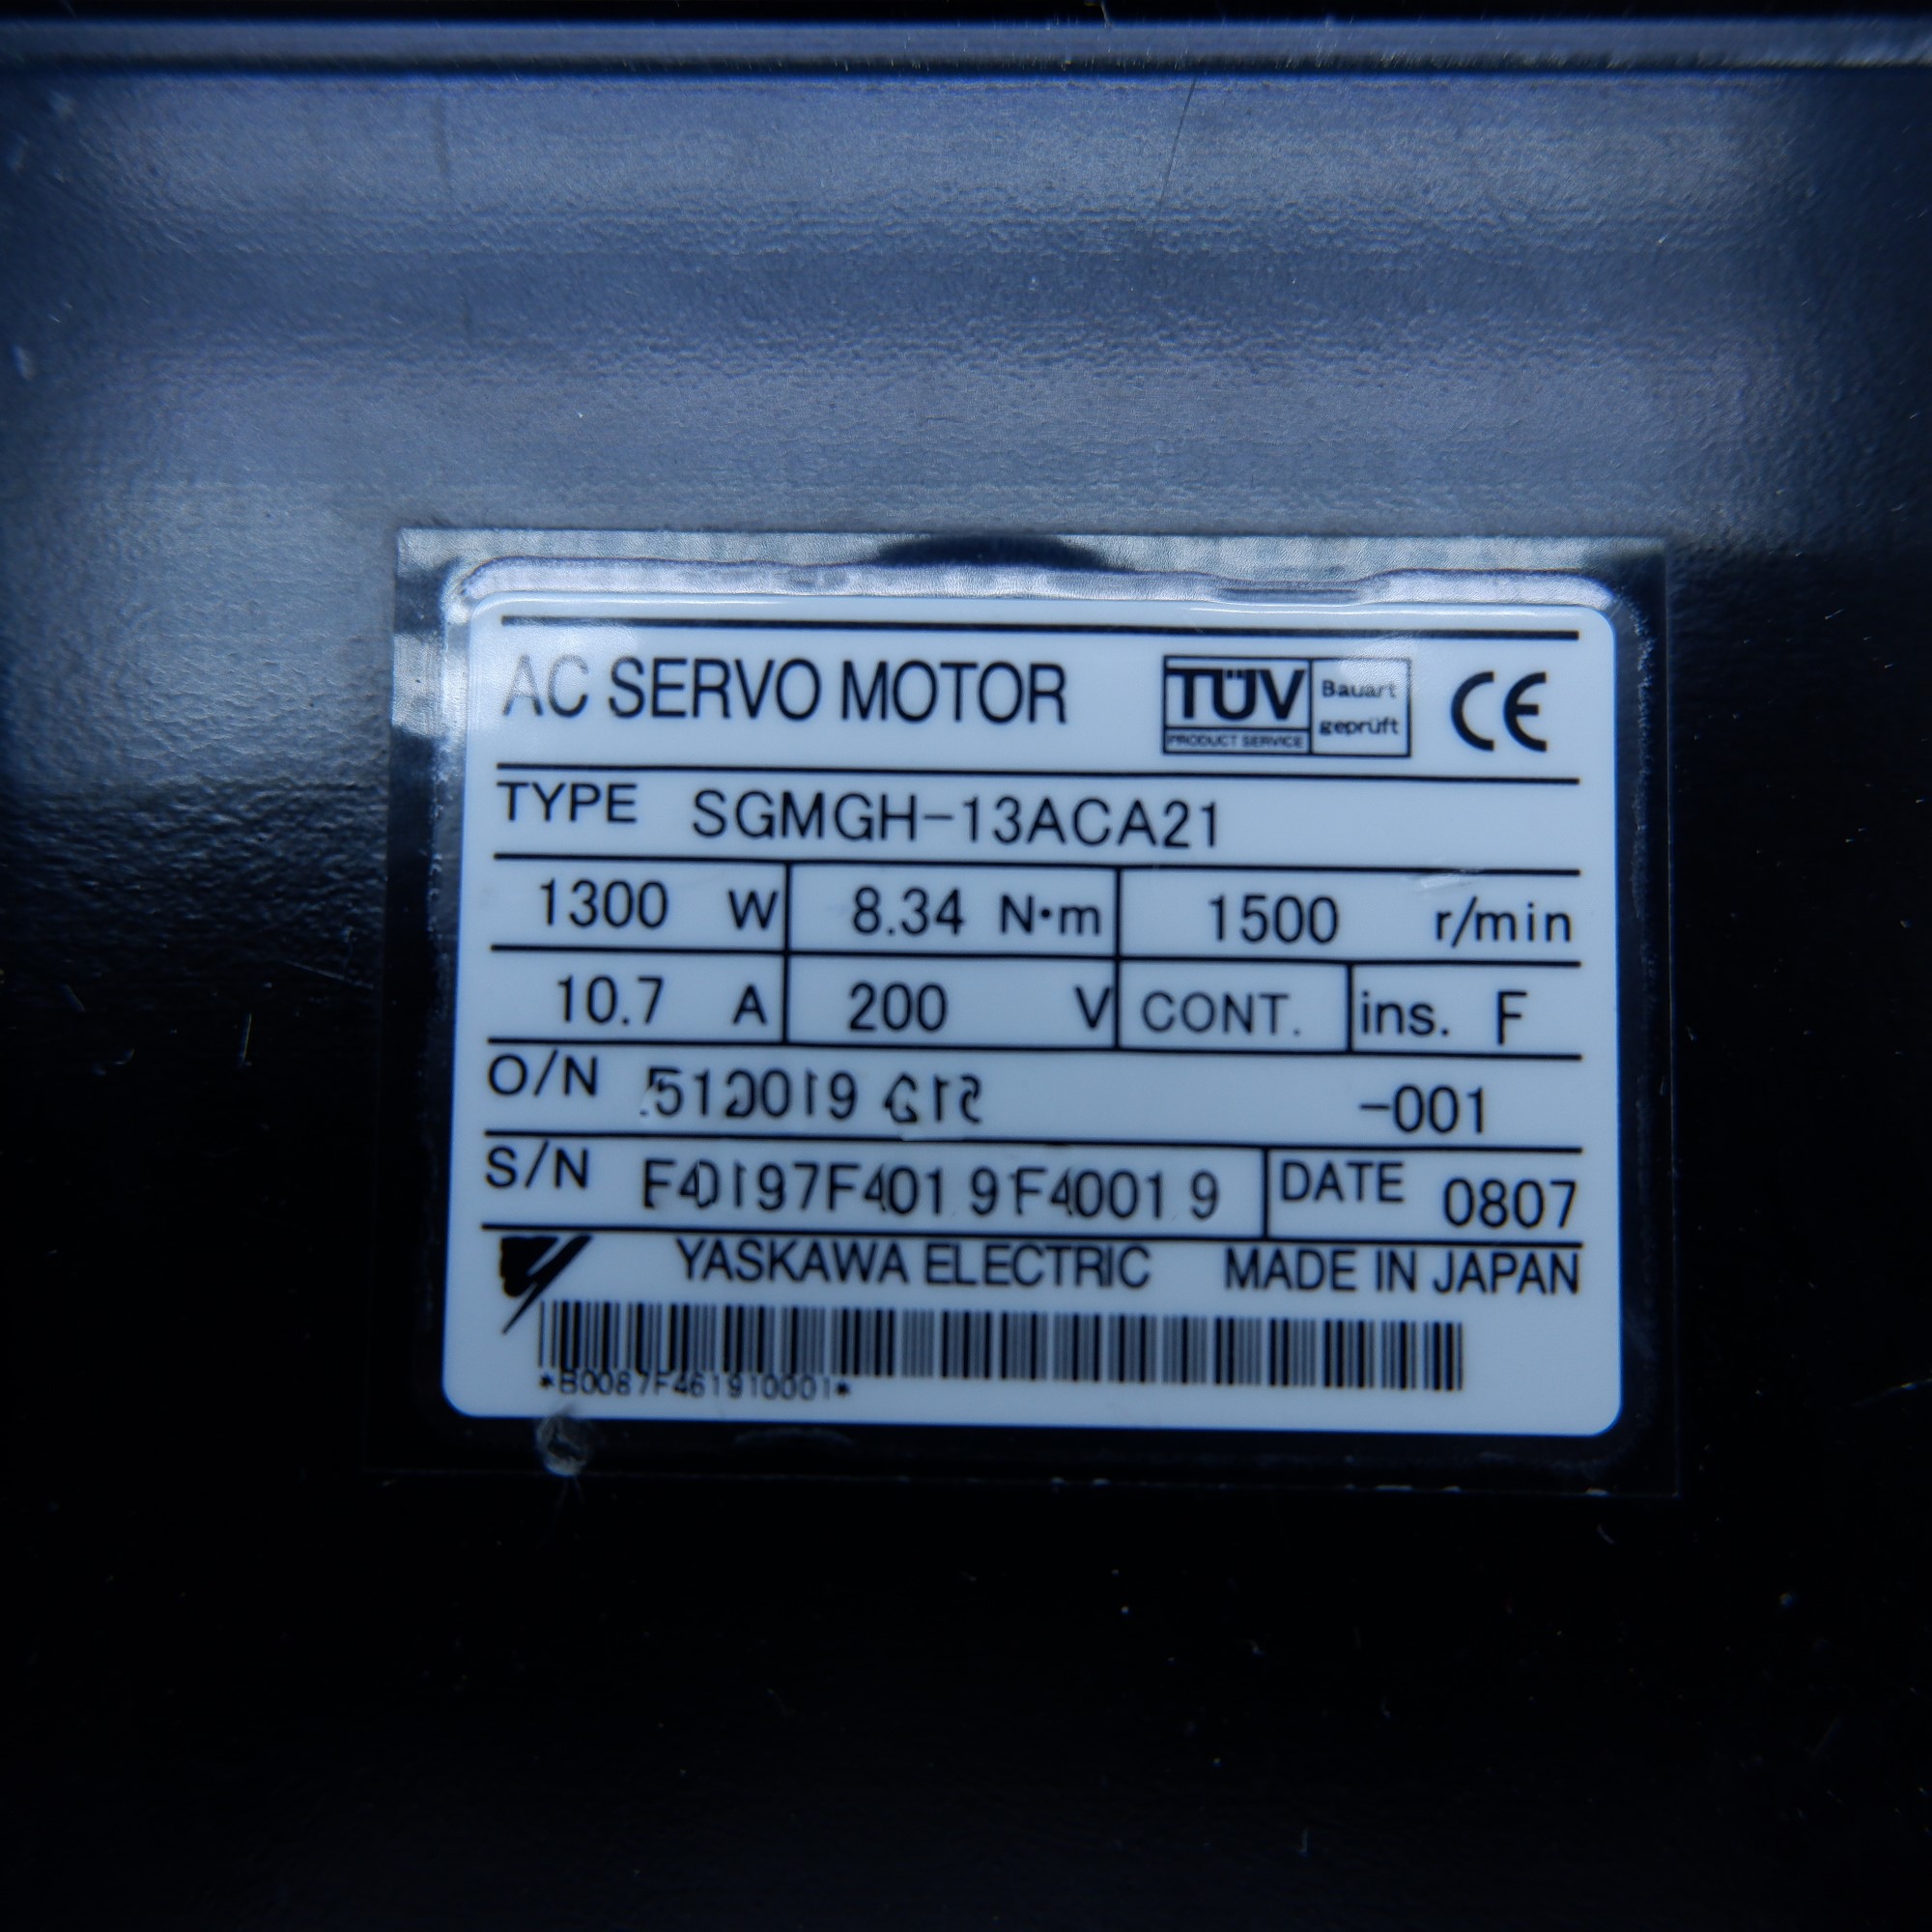 AC SERVO MOTOR TÜV PRODUCT SERVICE Bauart geprüft CE
TYPE SGMGH-13ACA21
1300 W 8.34 N·m 1500 r/min
10.7 A 200 V CONT. ins. F
O/N -001
S/N DATE 0807
YASKAWA ELECTRIC MADE IN JAPAN
*B0087F461910001*